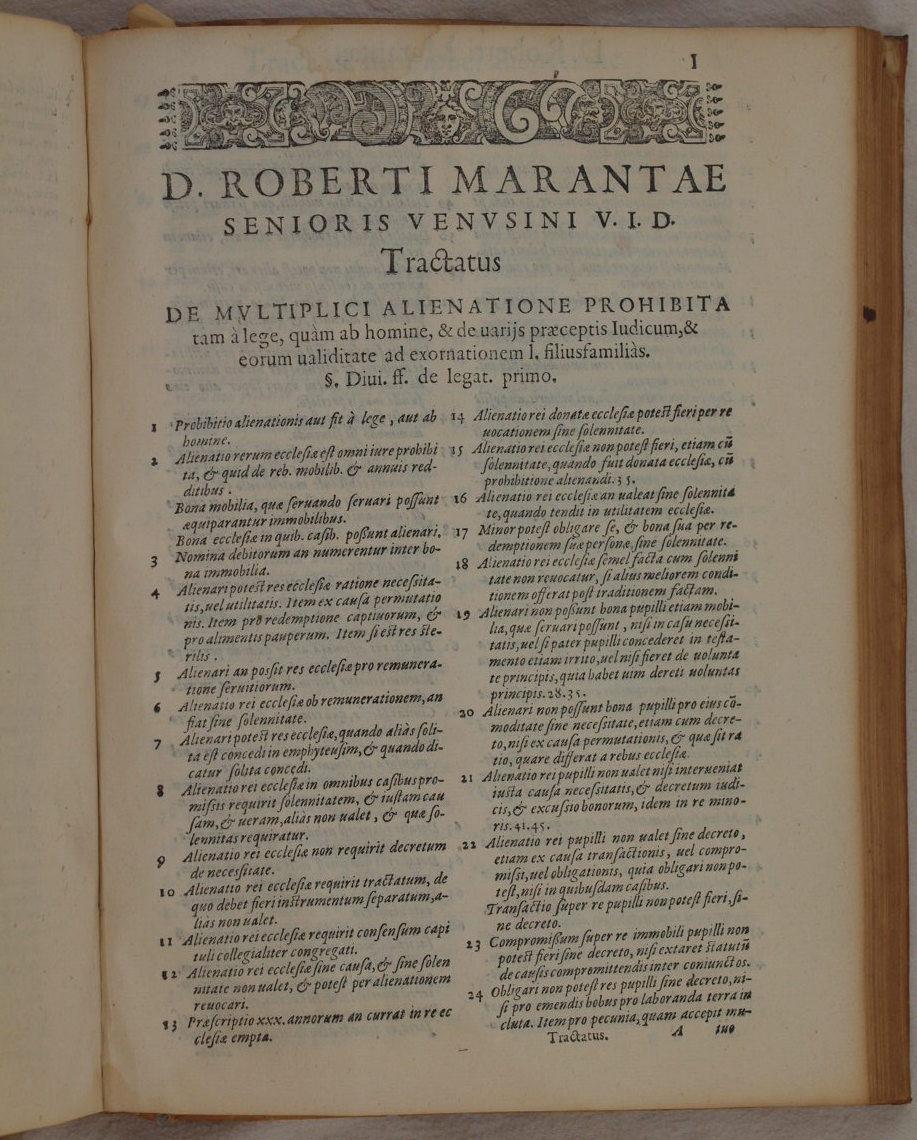 I
D. ROBERTI MARANTAE
SENIORIS VENVSINI V. I. D.
Tractatus
DE MVLTIPLICI ALIENATIONE PROHIBITA
tam à lege, quàm ab homine, & de uarijs præceptis Iudicum, &
eorum ualiditate ad exornationem l. filiusfamiliàs.
§. Diui. ff. de legat. primo.
1 Prohibitio alienationis aut fit à lege, aut ab
homine.
2 Alienatio rerum ecclesiæ est omni iure prohibi
ta, & quid de reb. mobilib. & annuis red-
ditibus.
Bona mobilia, quæ seruando seruari possunt
æquiparantur immobilibus.
Bona ecclesiæ in quib. casib. possunt alienari.
3 Nomina debitorum an numerentur inter bo-
na immobilia.
4 Alienari potest res ecclesiæ ratione necessita-
tis, uel utilitatis. Item ex causa permutatio
nis. Item pro redemptione captiuorum, &
pro alimentis pauperum. Item si est res ste-
rilis.
5 Alienari an possit res ecclesiæ pro remunera-
tione seruitiorum.
6 Alienatio rei ecclesiæ ob remunerationem, an
fiat sine solennitate.
7 Alienari potest res ecclesiæ, quando aliàs soli-
ta est concedi in emphyteusim, & quando di-
catur solita concedi.
8 Alienatio rei ecclesiæ in omnibus casibus pro-
missis requirit solennitatem, & iustam cau
sam, & ueram, aliàs non ualet, & quæ so-
lennitas requiratur.
9 Alienatio rei ecclesiæ non requirit decretum
de necessitate.
10 Alienatio rei ecclesiæ requirit tractatum, de
quo debet fieri instrumentum separatum, a-
liàs non ualet.
11 Alienatio rei ecclesiæ requirit consensum capi
tuli collegialiter congregati.
12 Alienatio rei ecclesiæ sine causa, & sine solen
nitate non ualet, & potest per alienationem
reuocari.
13 Præscriptio xxx. annorum an currat in re ec
clesiæ empta.
14 Alienatio rei donatæ ecclesiæ potest fieri per re
uocationem sine solennitate.
15 Alienatio rei ecclesiæ non potest fieri, etiam cũ
solennitate, quando fuit donata ecclesiæ, cũ
prohibitione alienandi. 35.
16 Alienatio rei ecclesiæ an ualeat sine solennita
te, quando tendit in utilitatem ecclesiæ.
17 Minor potest obligare se, & bona sua per re-
demptionem suæ personæ, sine solennitate.
18 Alienatio rei ecclesiæ semel facta cum solenni
tate non reuocatur, si alius meliorem condi-
tionem offerat post traditionem factam.
19 Alienari non possunt bona pupilli etiam mobi-
lia, quæ seruari possunt, nisi in casu necessi-
tatis, uel si pater pupilli concederet in testa-
mento etiam irrito, uel nisi fieret de uolunta
te principis, quia habet uim decreti uoluntas
principis. 28. 35.
20 Alienari non possunt bona pupilli pro eius cõ-
moditate sine necessitate, etiam cum decre-
to, nisi ex causa permutationis, & quæ sit ra
tio, quare differat a rebus ecclesiæ.
21 Alienatio rei pupilli non ualet nisi interueniat
iusta causa necessitatis, & decretum iudi-
cis, & excussio bonorum, idem in re mino-
ris. 41. 45.
22 Alienatio rei pupilli non ualet sine decreto,
etiam ex causa transactionis, uel compro-
missi, uel obligationis, quia obligari non po-
test, nisi in quibusdam casibus.
Transactio super re pupilli non potest fieri, si-
ne decreto.
23 Compromissum super re immobili pupilli non
potest fieri sine decreto, nisi extaret statutũ
de causis compromittendis inter coniunctos.
24 Obligari non potest res pupilli sine decreto, ni-
si pro emendis bobus pro laboranda terra in
cluta. Item pro pecunia, quam accepit mu-
Tractatus. A tuo